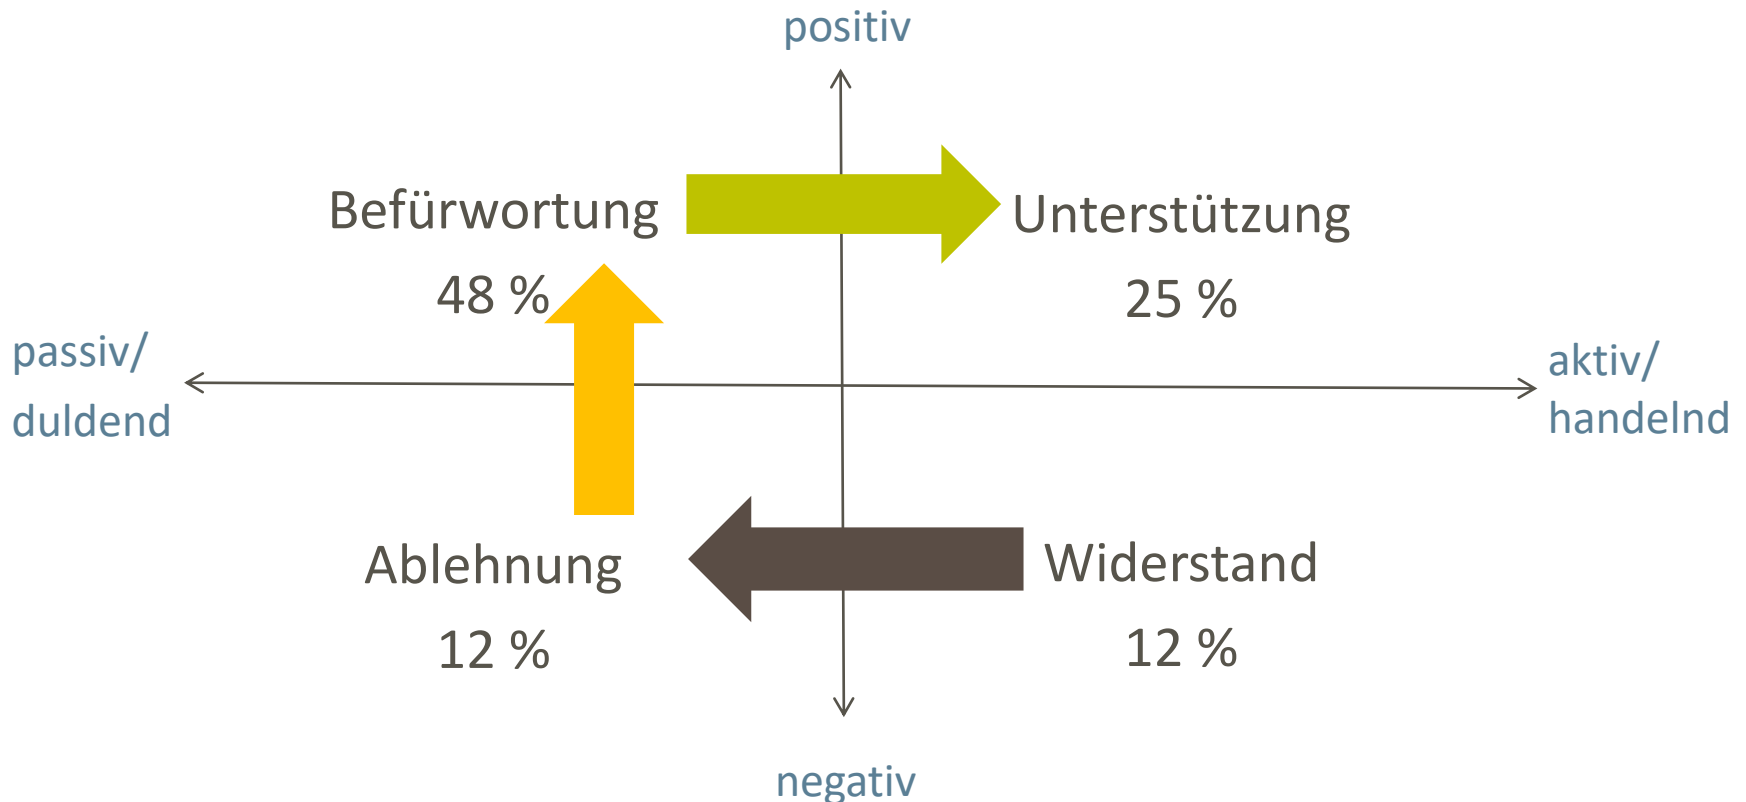 positiv
Befürwortung
48 %
Unterstützung
25 %
passiv/
duldend
aktiv/
handelnd
Ablehnung
12 %
Widerstand
12 %
negativ